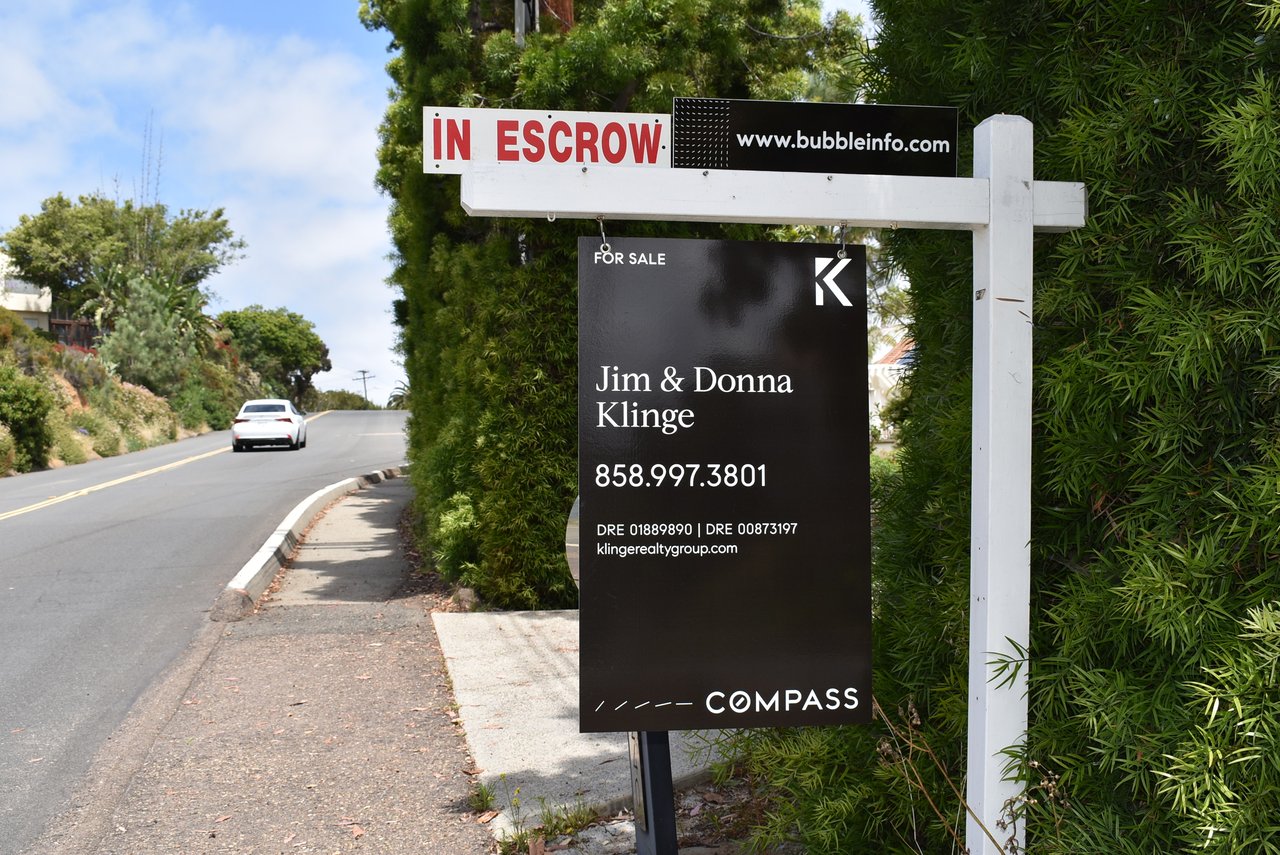 IN ESCROW
www.bubbleinfo.com
FOR SALE
K
Jim & Donna
Klinge
858.997.3801
DRE 01889890 | DRE 00873197
klingerealtygroup.com
COMPASS